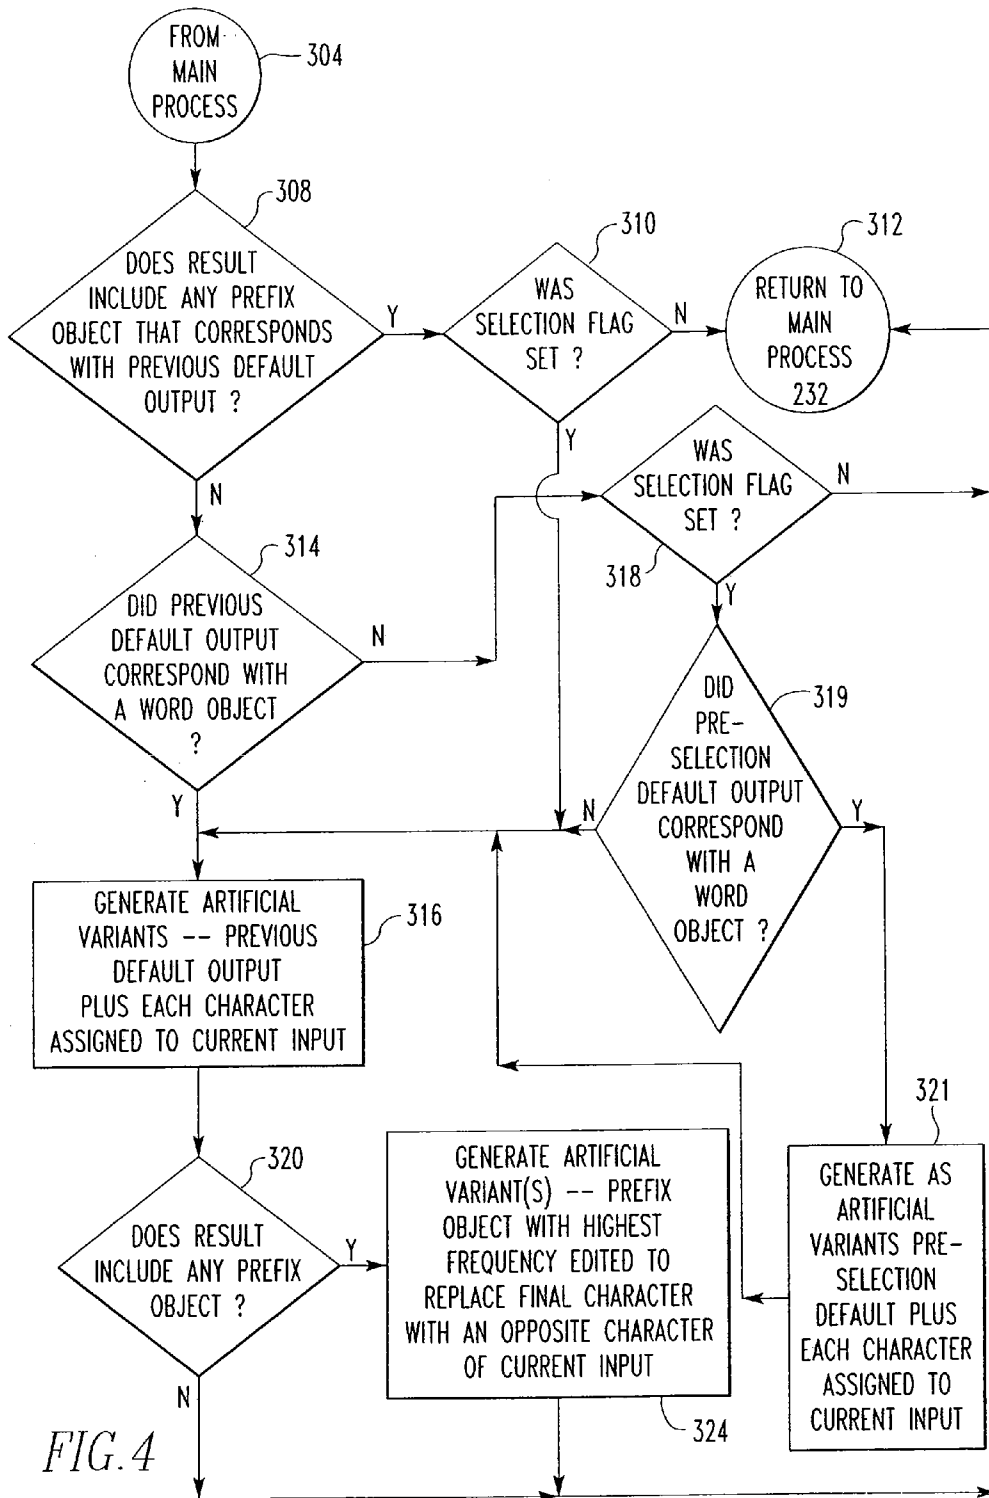 FROM
MAIN
PROCESS
304
308
DOES RESULT
INCLUDE ANY PREFIX
OBJECT THAT CORRESPONDS
WITH PREVIOUS DEFAULT
OUTPUT ?
Y
N
310
WAS
SELECTION FLAG
SET ?
N
Y
312
RETURN TO
MAIN
PROCESS
232
314
DID PREVIOUS
DEFAULT OUTPUT
CORRESPOND WITH
A WORD OBJECT
?
N
Y
WAS
SELECTION FLAG
SET ?
N
318
Y
DID
PRE-
SELECTION
DEFAULT OUTPUT
CORRESPOND
WITH A
WORD
OBJECT ?
319
N
Y
GENERATE ARTIFICIAL
VARIANTS -- PREVIOUS
DEFAULT OUTPUT
PLUS EACH CHARACTER
ASSIGNED TO CURRENT INPUT
316
320
DOES RESULT
INCLUDE ANY PREFIX
OBJECT ?
Y
N
GENERATE ARTIFICIAL
VARIANT(S) -- PREFIX
OBJECT WITH HIGHEST
FREQUENCY EDITED TO
REPLACE FINAL CHARACTER
WITH AN OPPOSITE CHARACTER
OF CURRENT INPUT
324
321
GENERATE AS
ARTIFICIAL
VARIANTS PRE-
SELECTION
DEFAULT PLUS
EACH CHARACTER
ASSIGNED TO
CURRENT INPUT
FIG.4